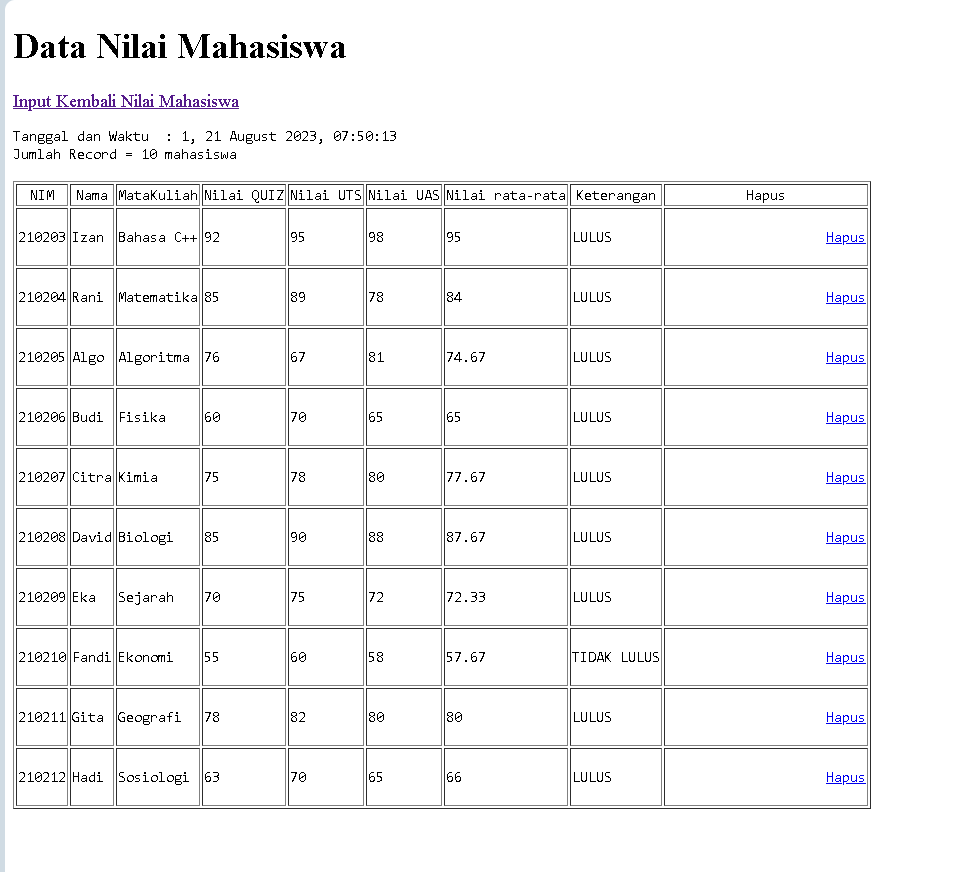 Data Nilai Mahasiswa
Input Kembali Nilai Mahasiswa
Tanggal dan Waktu  : 1, 21 August 2023, 07:50:13
Jumlah Record = 10 mahasiswa
NIM Nama MataKuliah Nilai QUIZ Nilai UTS Nilai UAS Nilai rata-rata Keterangan Hapus
210203 Izan Bahasa C++ 92 95 98 95 LULUS Hapus
210204 Rani Matematika 85 89 78 84 LULUS Hapus
210205 Algo Algoritma 76 67 81 74.67 LULUS Hapus
210206 Budi Fisika 60 70 65 65 LULUS Hapus
210207 Citra Kimia 75 78 80 77.67 LULUS Hapus
210208 David Biologi 85 90 88 87.67 LULUS Hapus
210209 Eka Sejarah 70 75 72 72.33 LULUS Hapus
210210 Fandi Ekonomi 55 60 58 57.67 TIDAK LULUS Hapus
210211 Gita Geografi 78 82 80 80 LULUS Hapus
210212 Hadi Sosiologi 63 70 65 66 LULUS Hapus